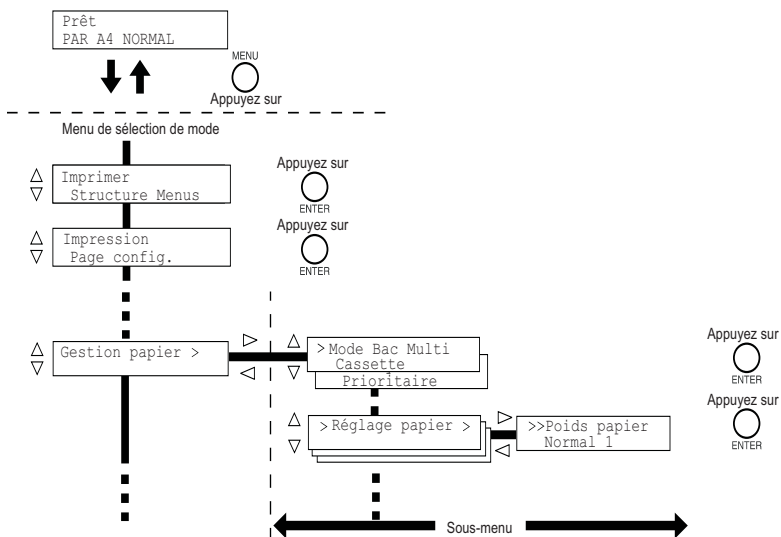 Prêt
PAR A4 NORMAL
MENU
Appuyez sur
Menu de sélection de mode
Imprimer
Structure Menus
Appuyez sur
ENTER
Impression
Page config.
Appuyez sur
ENTER
Gestion papier >
>Mode Bac Multi
Cassette
Prioritaire
Appuyez sur
ENTER
>Réglage papier >
>>Poids papier
Normal 1
Appuyez sur
ENTER
Sous-menu